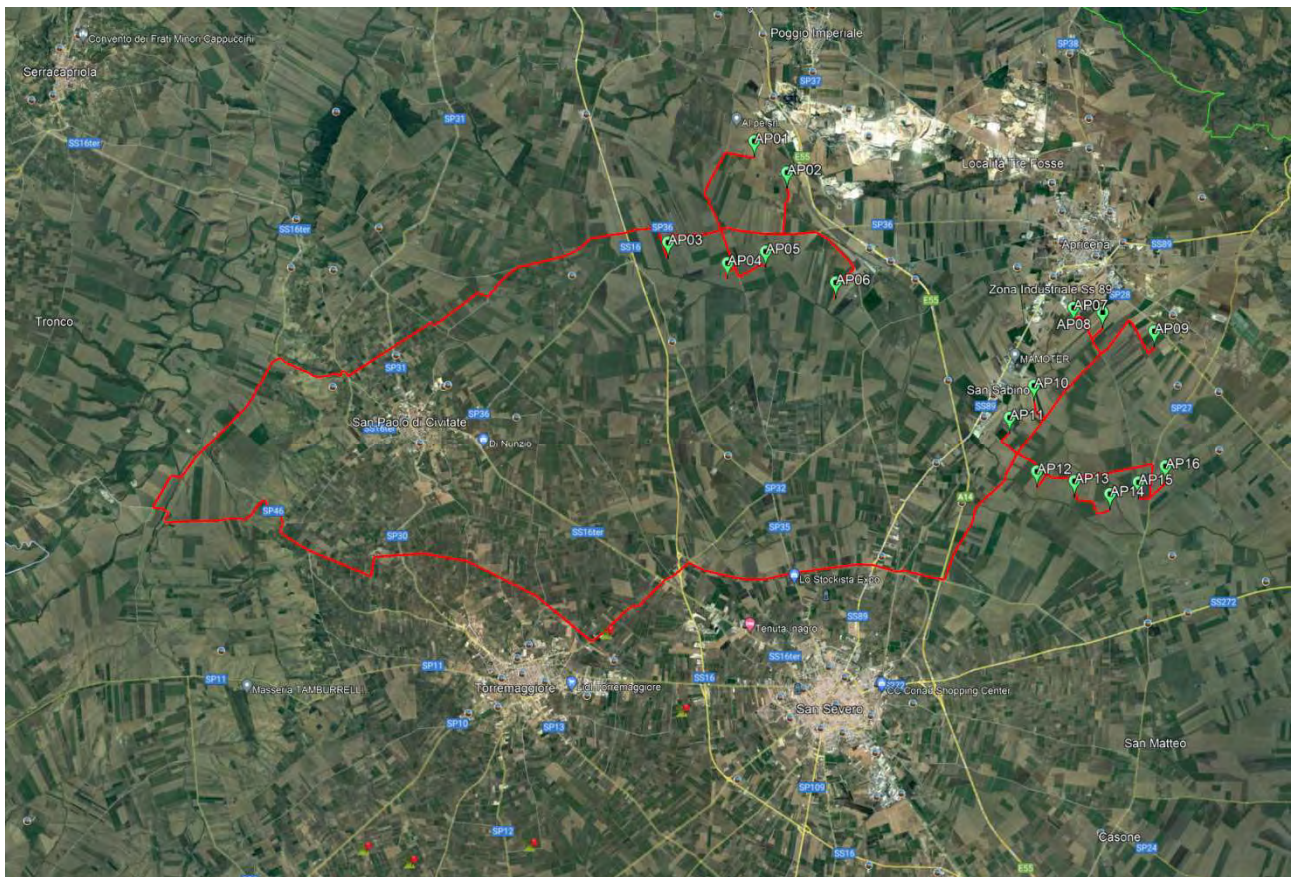 Convento dei Frati Minori Cappuccini
Poggio Imperiale
SP38
Serracapriola
SP37
SP31
SS16ter
AP01
E55
Località Tre Fosse
AP02
SS16ter
SP36
SP36
AP03
SS16
AP05
AP04
Apricena
SS89
AP06
Zona Industriale Ss 89
SP28
E55
AP07
AP08
AP09
Tronco
MAMOTER
SP31
San Sabino
AP10
SP27
SS89
SP36
San Paolo di Civitate
SS16ter
AP11
Di Nunzio
AP12
AP16
AP13
AP15
AP14
SP32
A14
SP46
SP35
SP30
SS16ter
Lo Stockista Expo
SS272
SS89
SS16ter
SP11
SP11
SS16
Masseria TAMBURRELLI
Torremaggiore
CC Conad Shopping Center
San Severo
SP10
SP13
San Matteo
SP109
SP12
Casone
SP24
SS16
E55